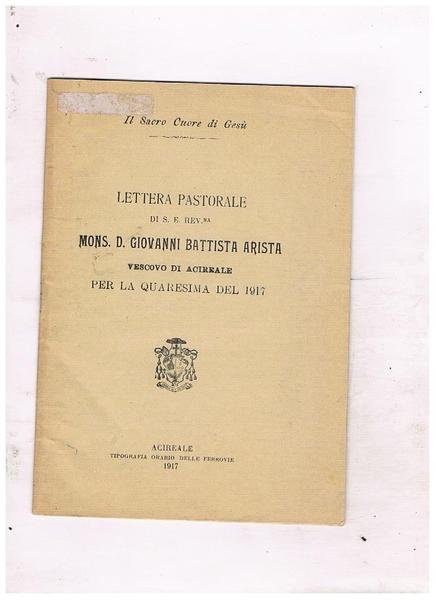 Il Sacro Cuore di Gesù
LETTERA PASTORALE
DI S. E. REV.MA
MONS. D. GIOVANNI BATTISTA ARISTA
VESCOVO DI ACIREALE
PER LA QUARESIMA DEL 1917
ACIREALE
TIPOGRAFIA ORARIO DELLE FERROVIE
1917